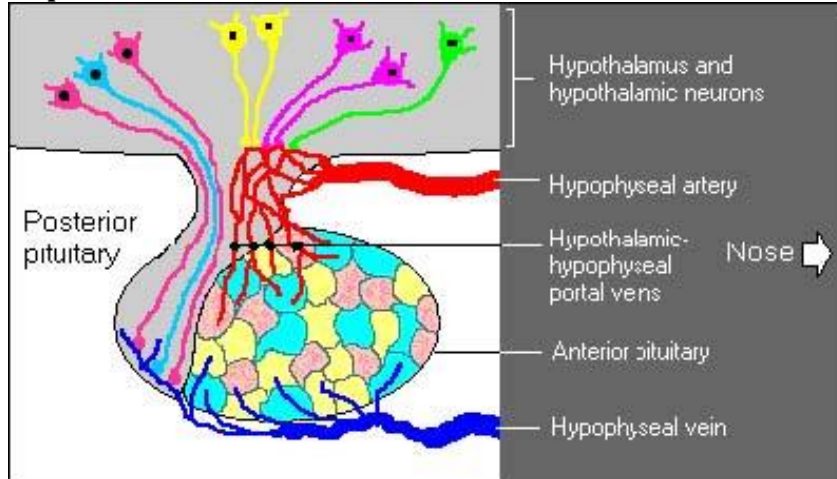 Hypothalamus and
hypothalamic neurons
Hypophyseal artery
Posterior
pituitary
Hypothalamic-
hypophyseal
portal veins
Nose
Anterior pituitary
Hypophyseal vein